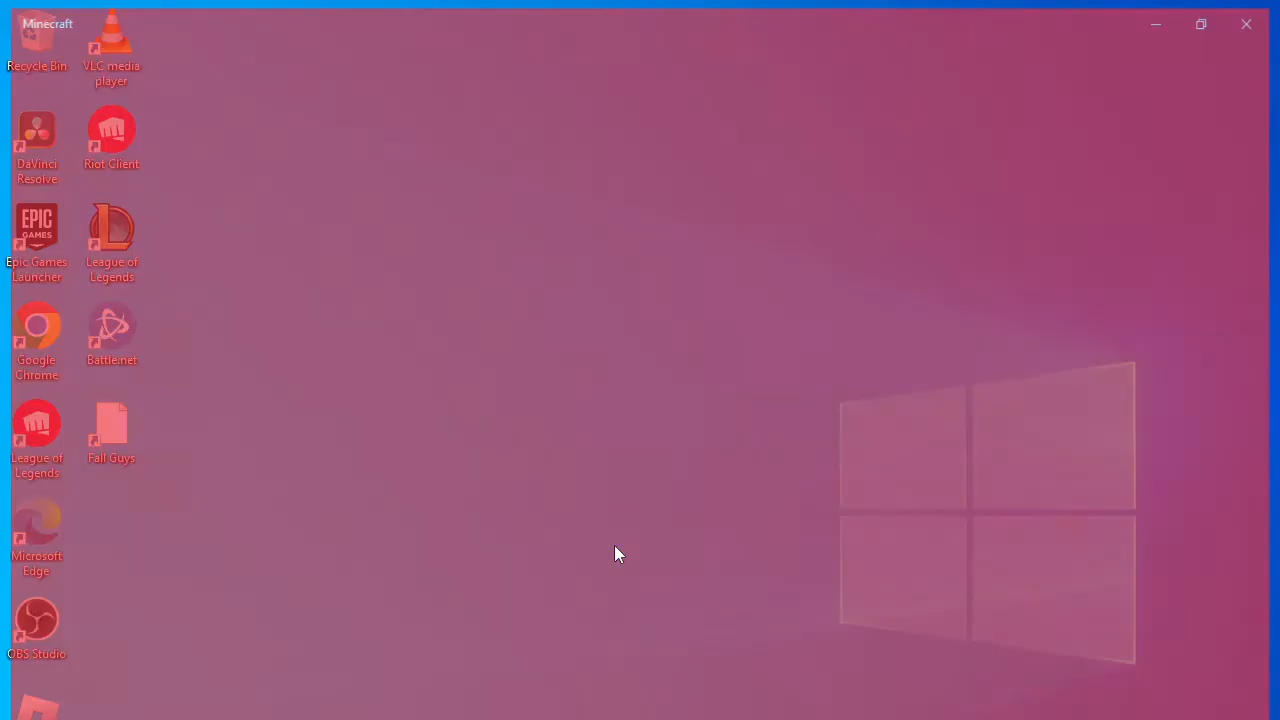 Minecraft
Recycle Bin
VLC media
player
DaVinci
Resolve
Riot Client
EPIC
GAMES
Epic Games
Launcher
League of
Legends
Google
Chrome
Battle.net
League of
Legends
Fall Guys
Microsoft
Edge
OBS Studio